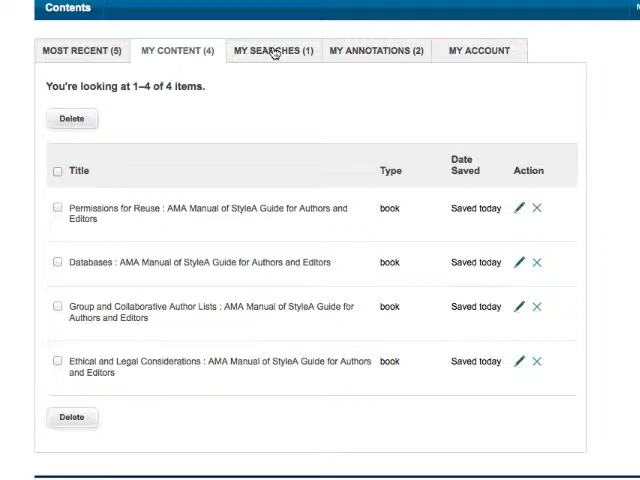 Contents
MOST RECENT (5) MY CONTENT (4) MY SEARCHES (1) MY ANNOTATIONS (2) MY ACCOUNT
You're looking at 1–4 of 4 items.
Delete
Title Type Date Saved Action
Permissions for Reuse : AMA Manual of StyleA Guide for Authors and
Editors
book Saved today
Databases : AMA Manual of StyleA Guide for Authors and Editors book Saved today
Group and Collaborative Author Lists : AMA Manual of StyleA Guide for
Authors and Editors
book Saved today
Ethical and Legal Considerations : AMA Manual of StyleA Guide for Authors
and Editors
book Saved today
Delete